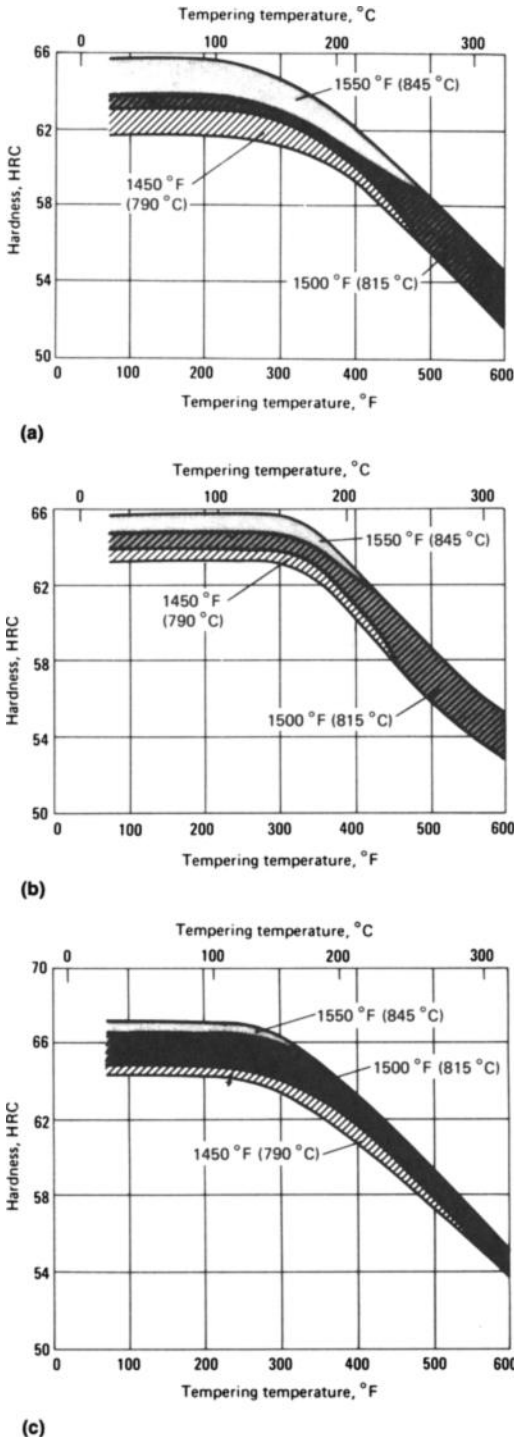 Tempering temperature, °C
0 100 200 300
66
62
58
54
50
Hardness, HRC
1550 °F (845 °C)
1450 °F
(790 °C)
1500 °F (815 °C)
0 100 200 300 400 500 600
Tempering temperature, °F
(a)
Tempering temperature, °C
0 100 200 300
66
62
58
54
50
Hardness, HRC
1550 °F (845 °C)
1450 °F
(790 °C)
1500 °F (815 °C)
0 100 200 300 400 500 600
Tempering temperature, °F
(b)
Tempering temperature, °C
0 100 200 300
70
66
62
58
54
50
Hardness, HRC
1550 °F (845 °C)
1500 °F (815 °C)
1450 °F (790 °C)
0 100 200 300 400 500 600
Tempering temperature, °F
(c)